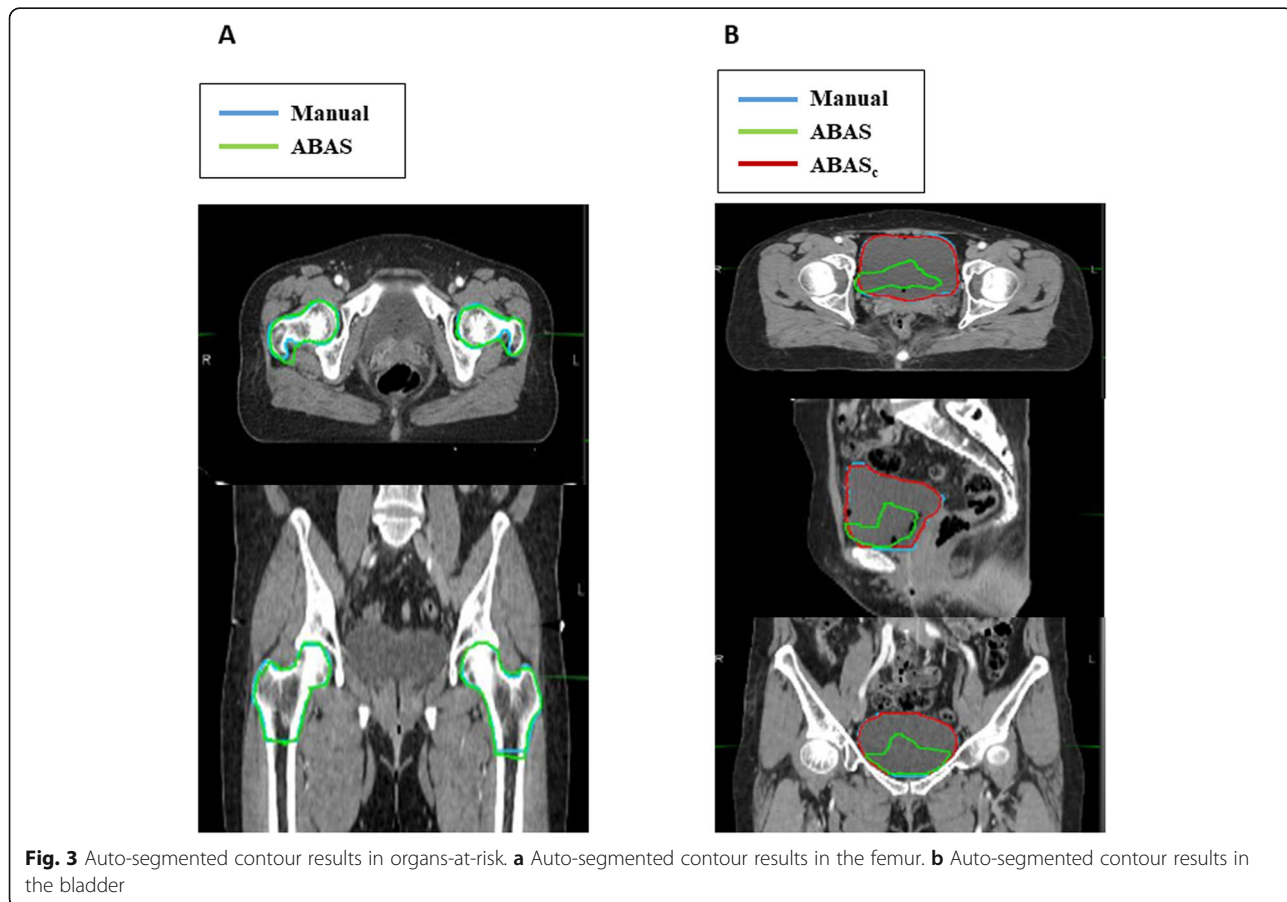 A
B
Manual
ABAS
Manual
ABAS
ABASc
R
L
L
R
L
R
L
Fig. 3 Auto-segmented contour results in organs-at-risk. a Auto-segmented contour results in the femur. b Auto-segmented contour results in
the bladder